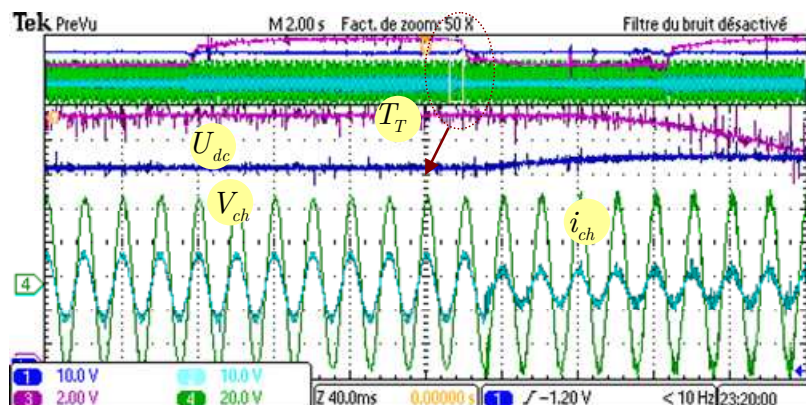 Tek PreVu M 2.00 s Fact. de zoom: 50 X Filtre du bruit désactivé
T_T
U_dc
V_ch
i_ch
4
1 10.0 V 10.0 V
3 2.00 V 4 20.0 V
Z 40.0ms 0.00000 s 1 ∫ −1.20 V < 10 Hz 23:20:00